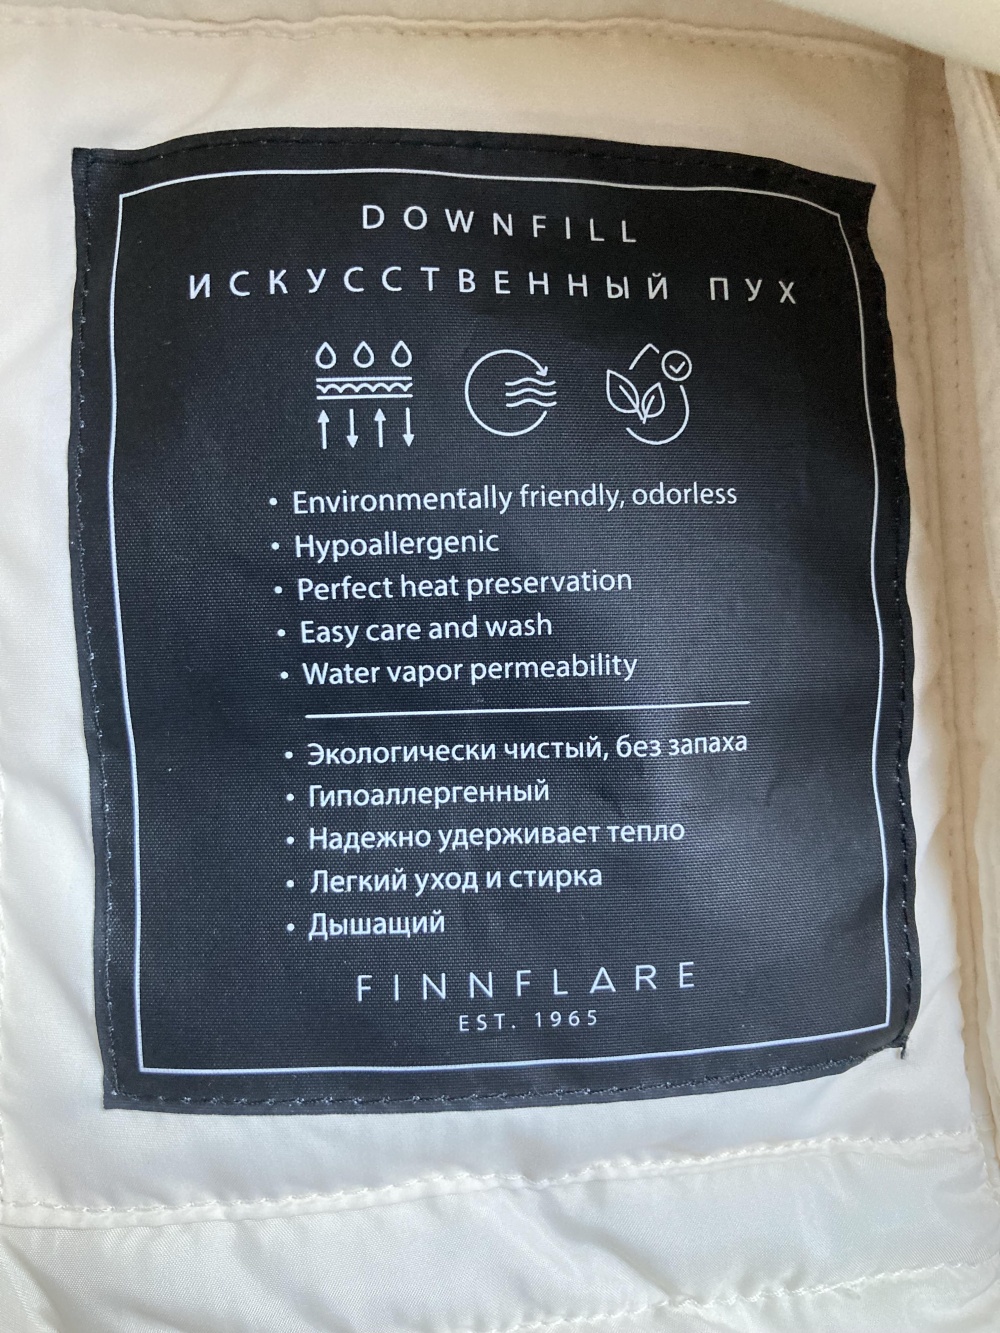 DOWNFILL
ИСКУССТВЕННЫЙ ПУХ
• Environmentally friendly, odorless
• Hypoallergenic
• Perfect heat preservation
• Easy care and wash
• Water vapor permeability
• Экологически чистый, без запаха
• Гипоаллергенный
• Надежно удерживает тепло
• Легкий уход и стирка
• Дышащий
FINNFLARE
EST. 1965